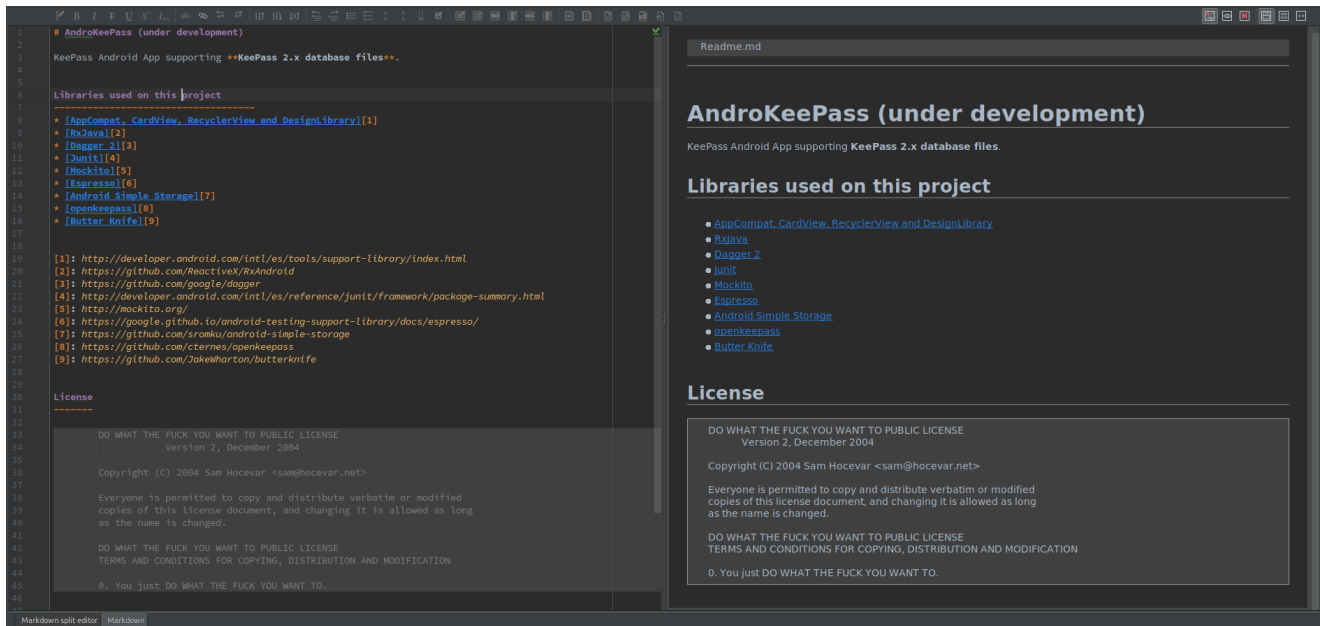 # AndroKeePass (under development)
KeePass Android App supporting **KeePass 2.x database files**.
Libraries used on this project
------------------------------------
* [AppCompat, CardView, RecyclerView and DesignLibrary][1]
* [RxJava][2]
* [Dagger 2][3]
* [Junit][4]
* [Mockito][5]
* [Espresso][6]
* [Android Simple Storage][7]
* [openkeepass][8]
* [Butter Knife][9]
[1]: http://developer.android.com/intl/es/tools/support-library/index.html
[2]: https://github.com/ReactiveX/RxAndroid
[3]: https://github.com/google/dagger
[4]: http://developer.android.com/intl/es/reference/junit/framework/package-summary.html
[5]: http://mockito.org/
[6]: https://google.github.io/android-testing-support-library/docs/espresso/
[7]: https://github.com/sromku/android-simple-storage
[8]: https://github.com/cternes/openkeepass
[9]: https://github.com/JakeWharton/butterknife
License
-------
DO WHAT THE FUCK YOU WANT TO PUBLIC LICENSE
Version 2, December 2004
Copyright (C) 2004 Sam Hocevar <sam@hocevar.net>
Everyone is permitted to copy and distribute verbatim or modified
copies of this license document, and changing it is allowed as long
as the name is changed.
DO WHAT THE FUCK YOU WANT TO PUBLIC LICENSE
TERMS AND CONDITIONS FOR COPYING, DISTRIBUTION AND MODIFICATION
0. You just DO WHAT THE FUCK YOU WANT TO.
Readme.md
AndroKeePass (under development)
KeePass Android App supporting KeePass 2.x database files.
Libraries used on this project
AppCompat, CardView, RecyclerView and DesignLibrary
RxJava
Dagger 2
Junit
Mockito
Espresso
Android Simple Storage
openkeepass
Butter Knife
License
DO WHAT THE FUCK YOU WANT TO PUBLIC LICENSE
Version 2, December 2004
Copyright (C) 2004 Sam Hocevar <sam@hocevar.net>
Everyone is permitted to copy and distribute verbatim or modified
copies of this license document, and changing it is allowed as long
as the name is changed.
DO WHAT THE FUCK YOU WANT TO PUBLIC LICENSE
TERMS AND CONDITIONS FOR COPYING, DISTRIBUTION AND MODIFICATION
0. You just DO WHAT THE FUCK YOU WANT TO.
Markdown split editor Markdown